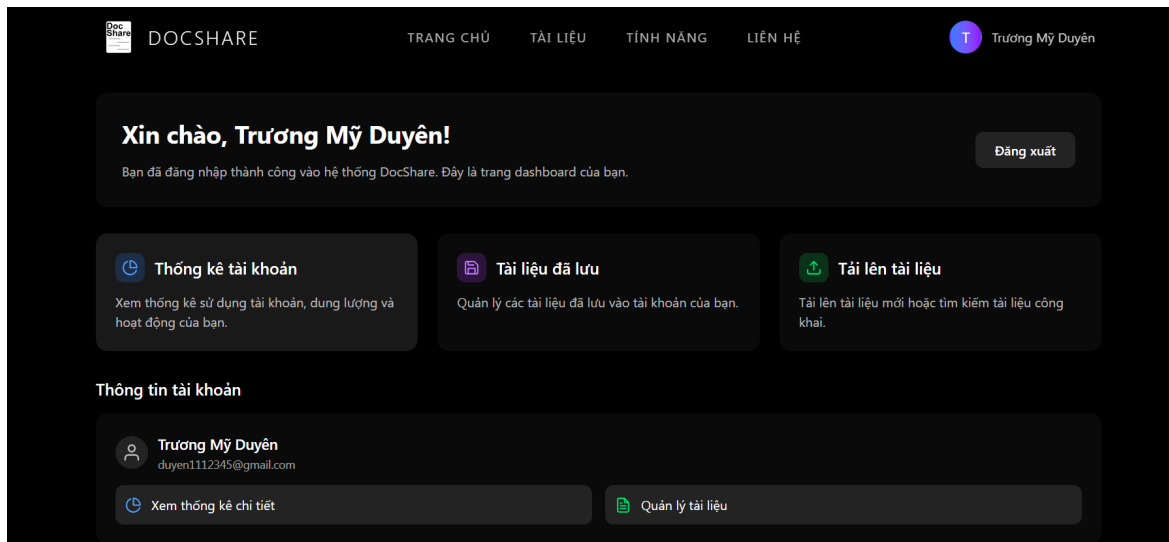 Doc
Share
DOCSHARE
TRANG CHỦ
TÀI LIỆU
TÍNH NĂNG
LIÊN HỆ
T
Trương Mỹ Duyên
Xin chào, Trương Mỹ Duyên!
Bạn đã đăng nhập thành công vào hệ thống DocShare. Đây là trang dashboard của bạn.
Đăng xuất
Thống kê tài khoản
Xem thống kê sử dụng tài khoản, dung lượng và
hoạt động của bạn.
Tài liệu đã lưu
Quản lý các tài liệu đã lưu vào tài khoản của bạn.
Tải lên tài liệu
Tải lên tài liệu mới hoặc tìm kiếm tài liệu công
khai.
Thông tin tài khoản
Trương Mỹ Duyên
duyen1112345@gmail.com
Xem thống kê chi tiết
Quản lý tài liệu